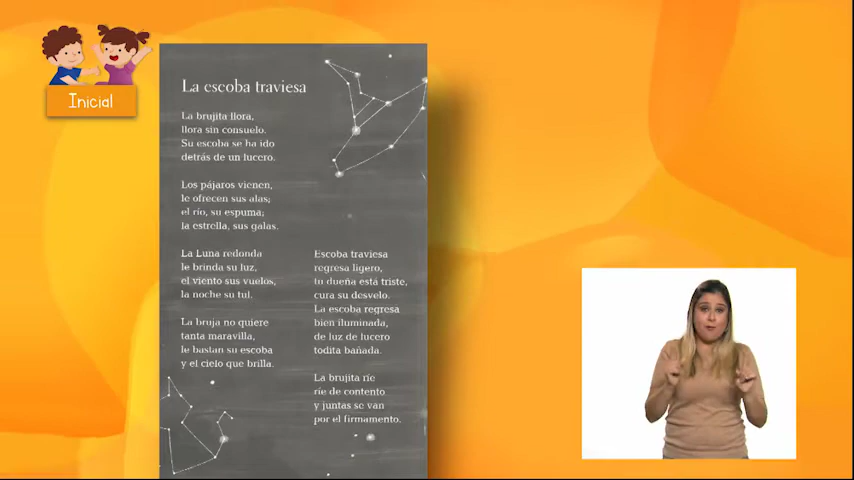 Inicial
La escoba traviesa
La brujita llora,
llora sin consuelo.
Su escoba se ha ido
detrás de un lucero.
Los pájaros vienen,
le ofrecen sus alas;
el río, su espuma;
la estrella, sus galas.
La Luna redonda
le brinda su luz,
el viento sus vuelos,
la noche su tul.
La bruja no quiere
tanta maravilla,
le bastan su escoba
y el cielo que brilla.
Escoba traviesa
regresa ligero,
tu dueña está triste,
cura su desvelo.
La escoba regresa
bien iluminada,
de luz de lucero
todita bañada.
La brujita ríe
ríe de contento
y juntas se van
por el firmamento.